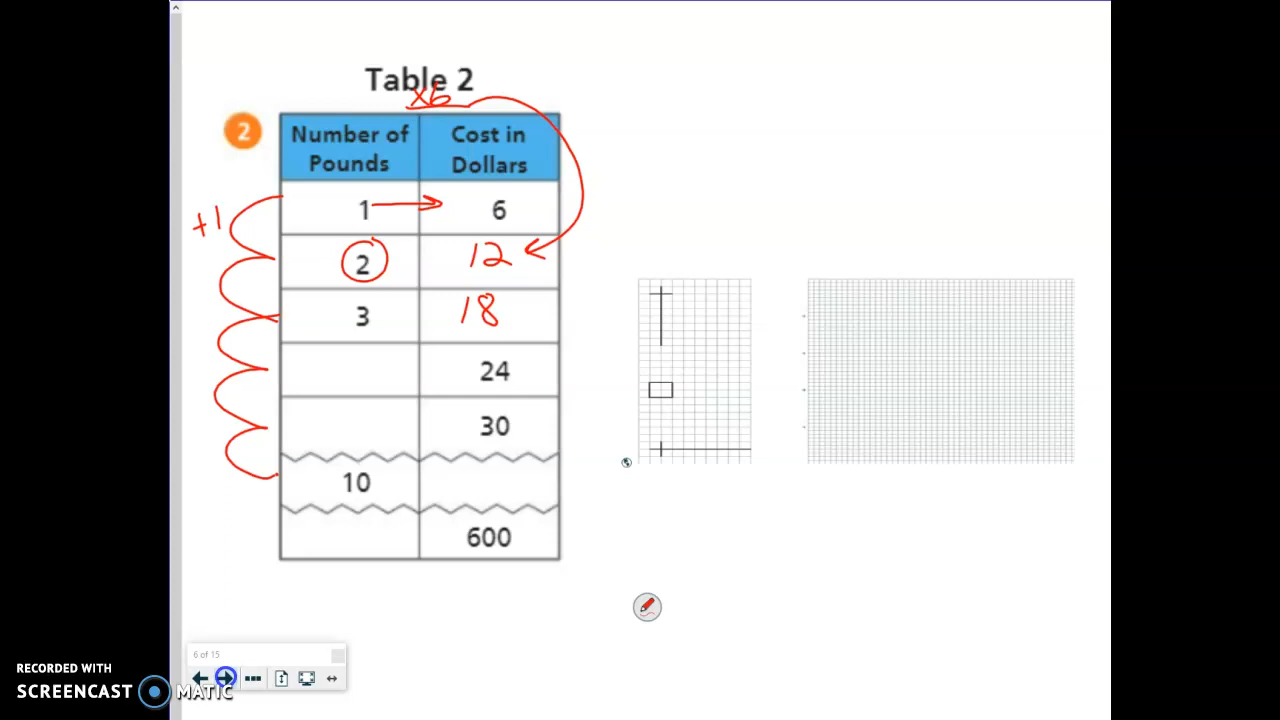 Table 2
×6
2
Number of Pounds
Cost in Dollars
+1
1
6
2
12
3
18
24
30
10
600
6 of 15
RECORDED WITH
SCREENCAST MATIC